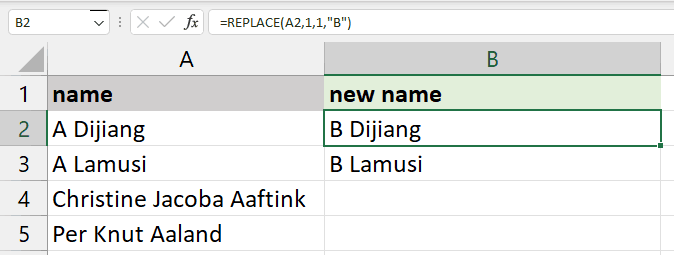 B2 fx =REPLACE(A2,1,1,"B")
A B
1 name new name
2 A Dijiang B Dijiang
3 A Lamusi B Lamusi
4 Christine Jacoba Aaftink
5 Per Knut Aaland